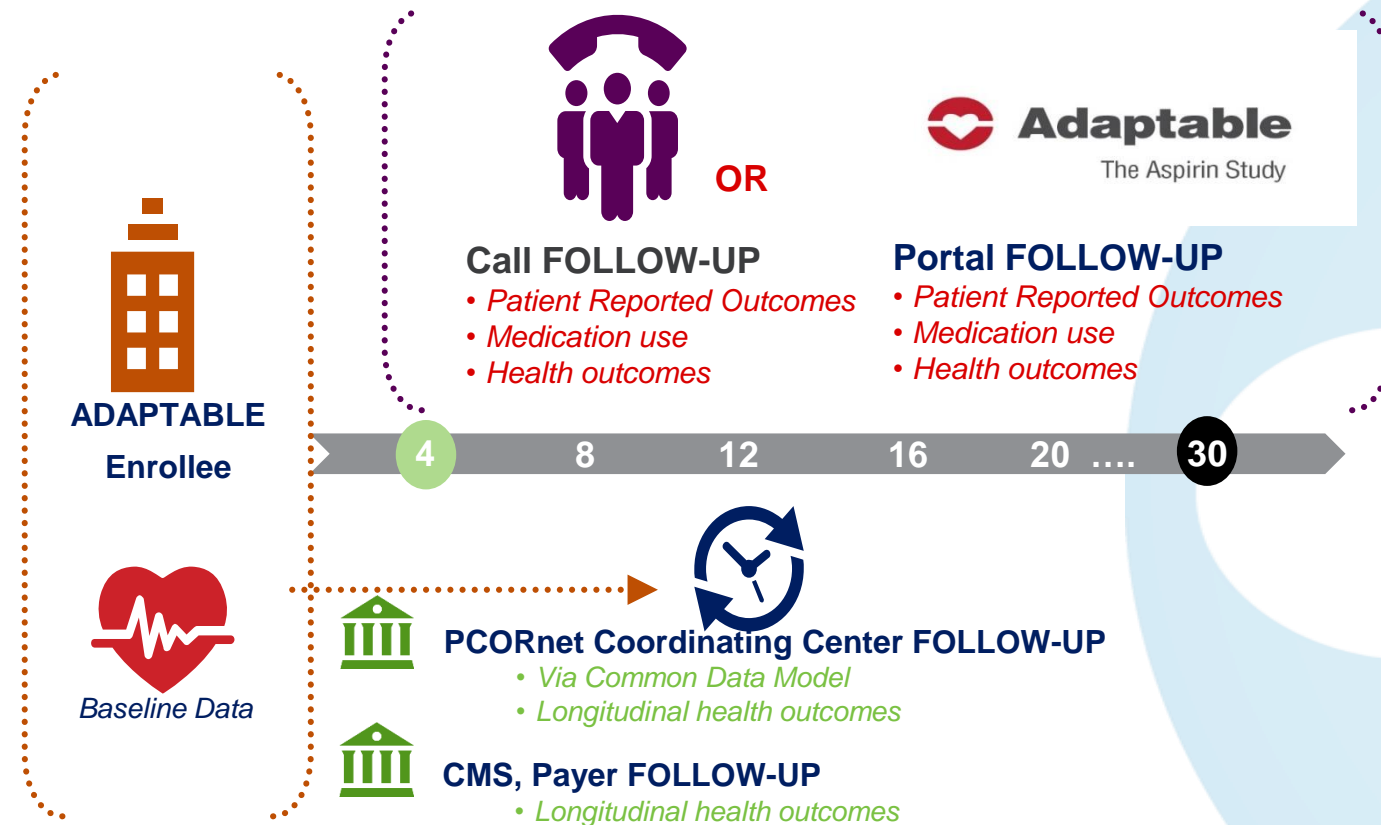 Adaptable
The Aspirin Study
OR
Call FOLLOW-UP
• Patient Reported Outcomes
• Medication use
• Health outcomes
Portal FOLLOW-UP
• Patient Reported Outcomes
• Medication use
• Health outcomes
ADAPTABLE
Enrollee
4 8 12 16 20 .... 30
Baseline Data
PCORnet Coordinating Center FOLLOW-UP
• Via Common Data Model
• Longitudinal health outcomes
CMS, Payer FOLLOW-UP
• Longitudinal health outcomes